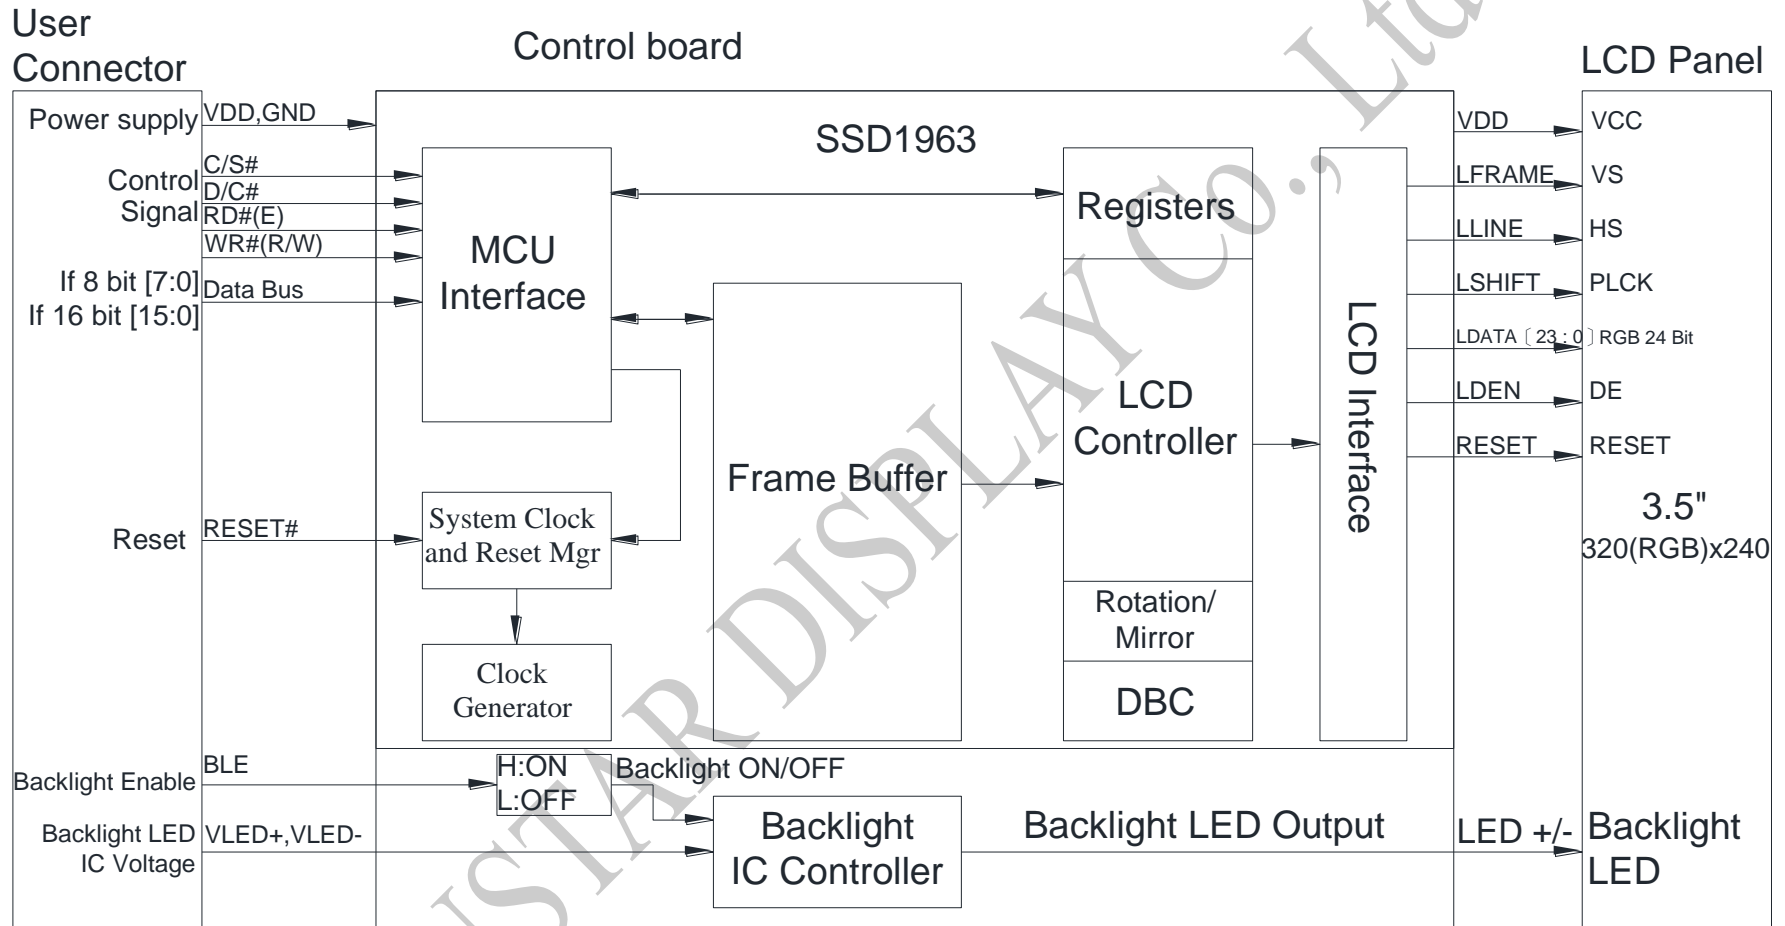 User
Connector
Control board
LCD Panel
Power supply
VDD,GND
Control
Signal
C/S#
D/C#
RD#(E)
WR#(R/W)
If 8 bit [7:0]
If 16 bit [15:0]
Data Bus
Reset
RESET#
Backlight Enable
BLE
Backlight LED
IC Voltage
VLED+,VLED-
SSD1963
MCU
Interface
System Clock
and Reset Mgr
Clock
Generator
Frame Buffer
Registers
LCD
Controller
Rotation/
Mirror
DBC
LCD Interface
H:ON
L:OFF
Backlight ON/OFF
Backlight
IC Controller
Backlight LED Output
VDD
LFRAME
LLINE
LSHIFT
LDATA〔23:0〕
LDEN
RESET
LED +/-
VCC
VS
HS
PLCK
RGB 24 Bit
DE
RESET
3.5"
320(RGB)x240
Backlight
LED
STAR DISPLAY Co., Ltd